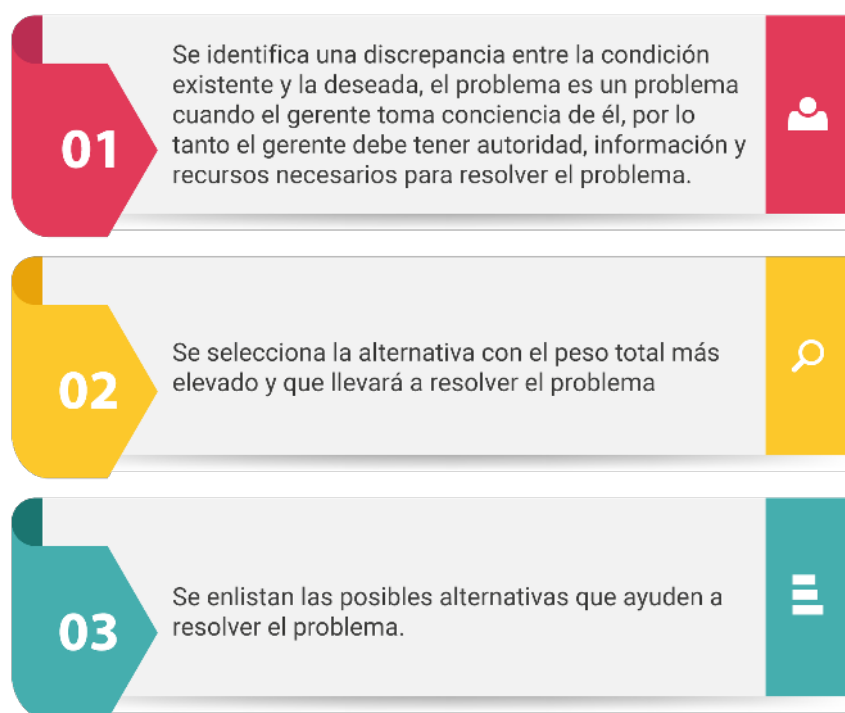 Se identifica una discrepancia entre la condición
existente y la deseada, el problema es un problema
cuando el gerente toma conciencia de él, por lo
01
tanto el gerente debe tener autoridad, información y
recursos necesarios para resolver el problema.
Se selecciona la alternativa con el peso total más
02
elevado y que llevará a resolver el problema
Se enlistan las posibles alternativas que ayuden a
03
resolver el problema.